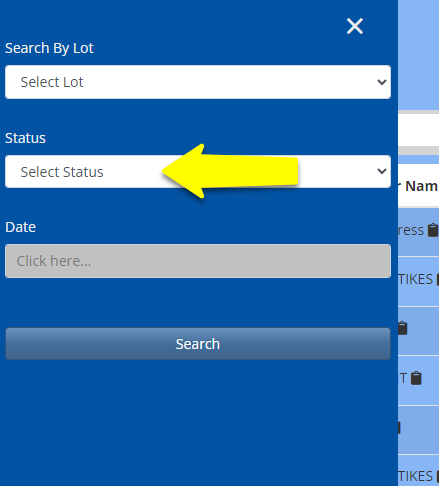 Search By Lot
Select Lot
Status
Select Status
r Nam
Date
ress
Click here...
TIKES
Search
T
TIKES